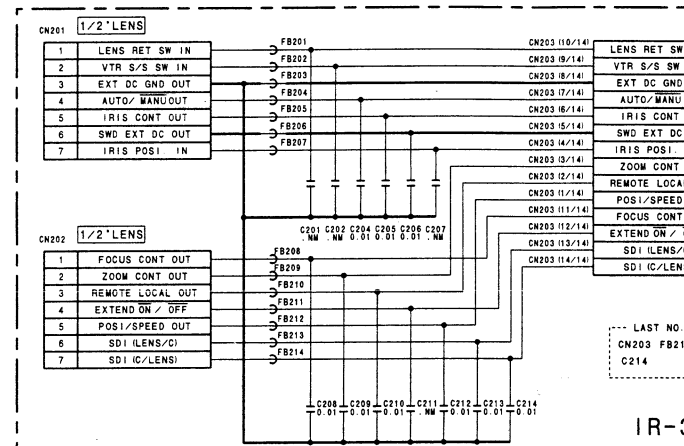 CN201 1/2"LENS
1 LENS RET SW IN
2 VTR S/S SW IN
3 EXT DC GND OUT
4 AUTO/ MANU OUT
5 IRIS CONT OUT
6 SWD EXT DC OUT
7 IRIS POSI. IN
FB201
FB202
FB203
FB204
FB205
FB206
FB207
CN203 (10/14) LENS RET SW
CN203 (9/14) VTR S/S SW
CN203 (8/14) EXT DC GND
CN203 (7/14) AUTO/ MANU
CN203 (6/14) IRIS CONT
CN203 (5/14) SWD EXT DC
CN203 (4/14) IRIS POSI.
CN203 (3/14) ZOOM CONT
CN203 (2/14) REMOTE LOCAL
CN203 (1/14) POSI/SPEED
CN203 (11/14) FOCUS CONT
CN203 (12/14) EXTEND ON /
CN203 (13/14) SDI (LENS/
CN203 (14/14) SDI (C/LENS
C201 C202 C204 C205 C206 C207
.NM .NM 0.01 0.01 0.01 .NM
CN202 1/2"LENS
1 FOCUS CONT OUT
2 ZOOM CONT OUT
3 REMOTE LOCAL OUT
4 EXTEND ON / OFF
5 POSI/SPEED OUT
6 SDI (LENS/C)
7 SDI (C/LENS)
FB208
FB209
FB210
FB211
FB212
FB213
FB214
C208 C209 C210 C211 C212 C213 C214
0.01 0.01 0.01 .NM 0.01 0.01 0.01
LAST NO.
CN203 FB21
C214
IR-3